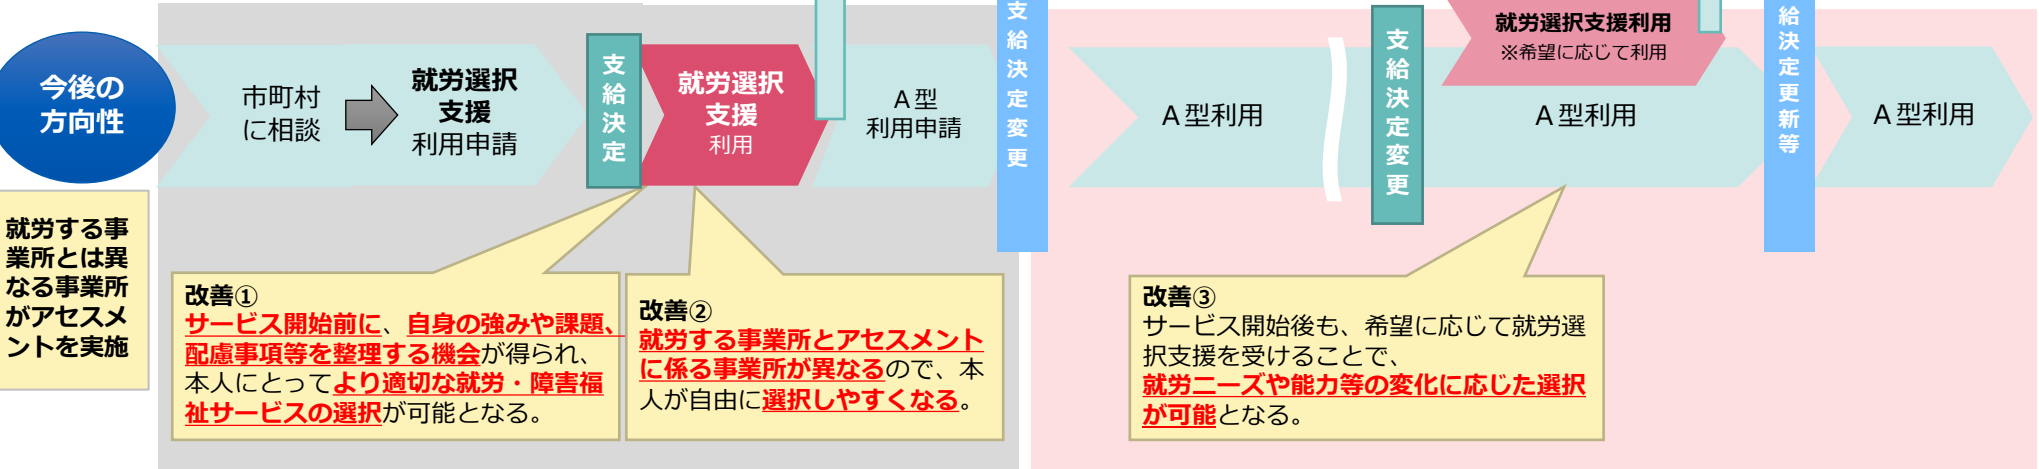 今後の
方向性
市町村
に相談
就労選択
支援
利用申請
支
給
決
定
就労選択
支援
利用
Ａ型
利用申請
支
給
決
定
変
更
Ａ型利用
支
給
決
定
変
更
就労選択支援利用
※希望に応じて利用
Ａ型利用
給
決
定
更
新
等
Ａ型利用
就労する事
業所とは異
なる事業所
がアセスメ
ントを実施
改善①
サービス開始前に、自身の強みや課題、
配慮事項等を整理する機会が得られ、
本人にとってより適切な就労・障害福
祉サービスの選択が可能となる。
改善②
就労する事業所とアセスメント
に係る事業所が異なるので、本
人が自由に選択しやすくなる。
改善③
サービス開始後も、希望に応じて就労選
択支援を受けることで、
就労ニーズや能力等の変化に応じた選択
が可能となる。